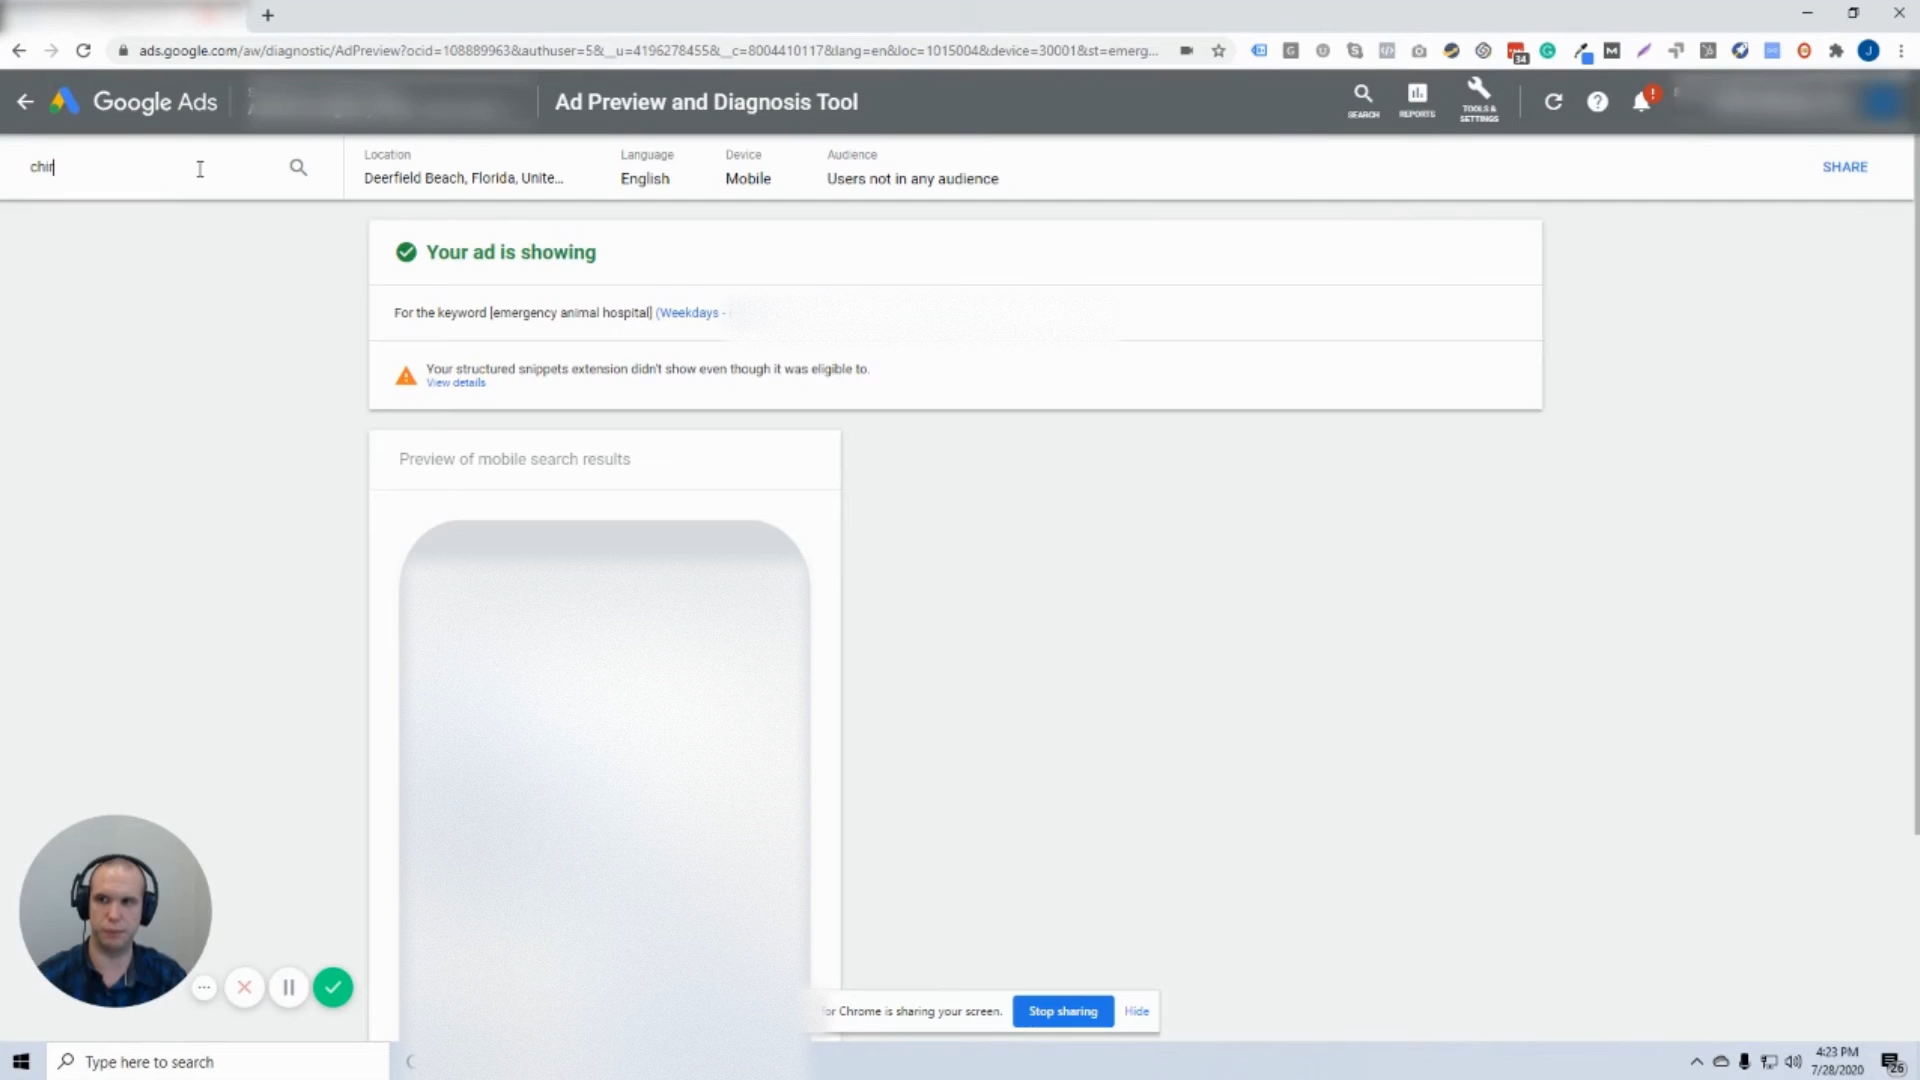 ads.google.com/aw/diagnostic/AdPreview?ocid=108889963&authuser=5&__u=4196278455&__c=8004410117&lang=en&loc=1015004&device=30001&st=emerg...
34
Google Ads
Ad Preview and Diagnosis Tool
SEARCH
REPORTS
TOOLS & SETTINGS
!
J
chir
Location
Deerfield Beach, Florida, Unite...
Language
English
Device
Mobile
Audience
Users not in any audience
SHARE
Your ad is showing
For the keyword [emergency animal hospital] (Weekdays -
Your structured snippets extension didn't show even though it was eligible to.
View details
Preview of mobile search results
for Chrome is sharing your screen.
Stop sharing
Hide
Type here to search
4:23 PM
7/28/2020
26